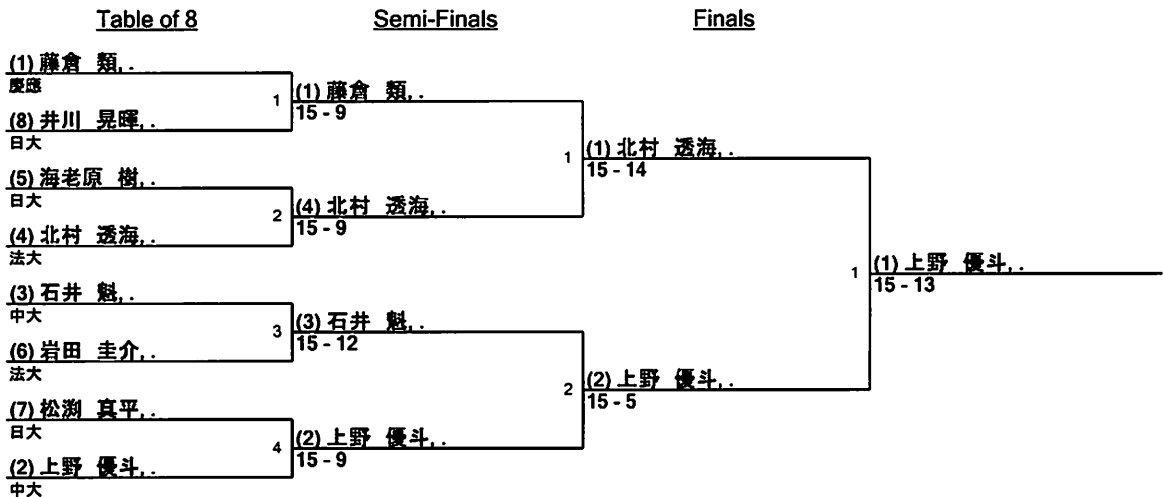 Table of 8 Semi-Finals Finals
(1) 藤倉 類, .
慶應
1 (1) 藤倉 類, .
15 - 9
(8) 井川 晃暉, .
日大
1 (1) 北村 透海, .
15 - 14
(5) 海老原 樹, .
日大
2 (4) 北村 透海, .
15 - 9
(4) 北村 透海, .
法大
1 (1) 上野 優斗, .
15 - 13
(3) 石井 魁, .
中大
3 (3) 石井 魁, .
15 - 12
(6) 岩田 圭介, .
法大
2 (2) 上野 優斗, .
15 - 5
(7) 松渕 真平, .
日大
4 (2) 上野 優斗, .
15 - 9
(2) 上野 優斗, .
中大